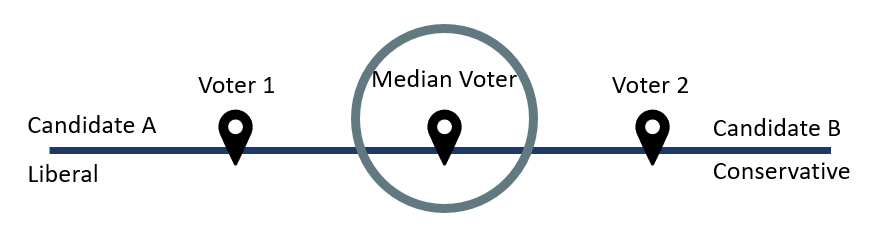 Voter 1
Median Voter
Voter 2
Candidate A
Candidate B
Liberal
Conservative